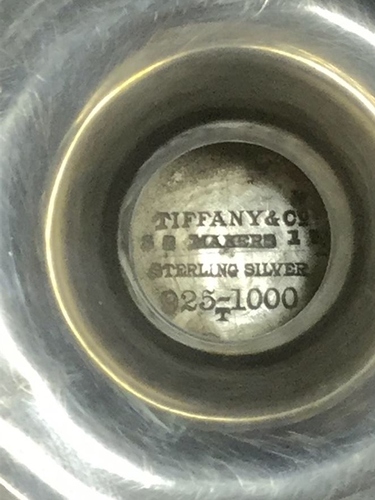 TIFFANY & Co
MAKERS
STERLING SILVER
925-1000
T